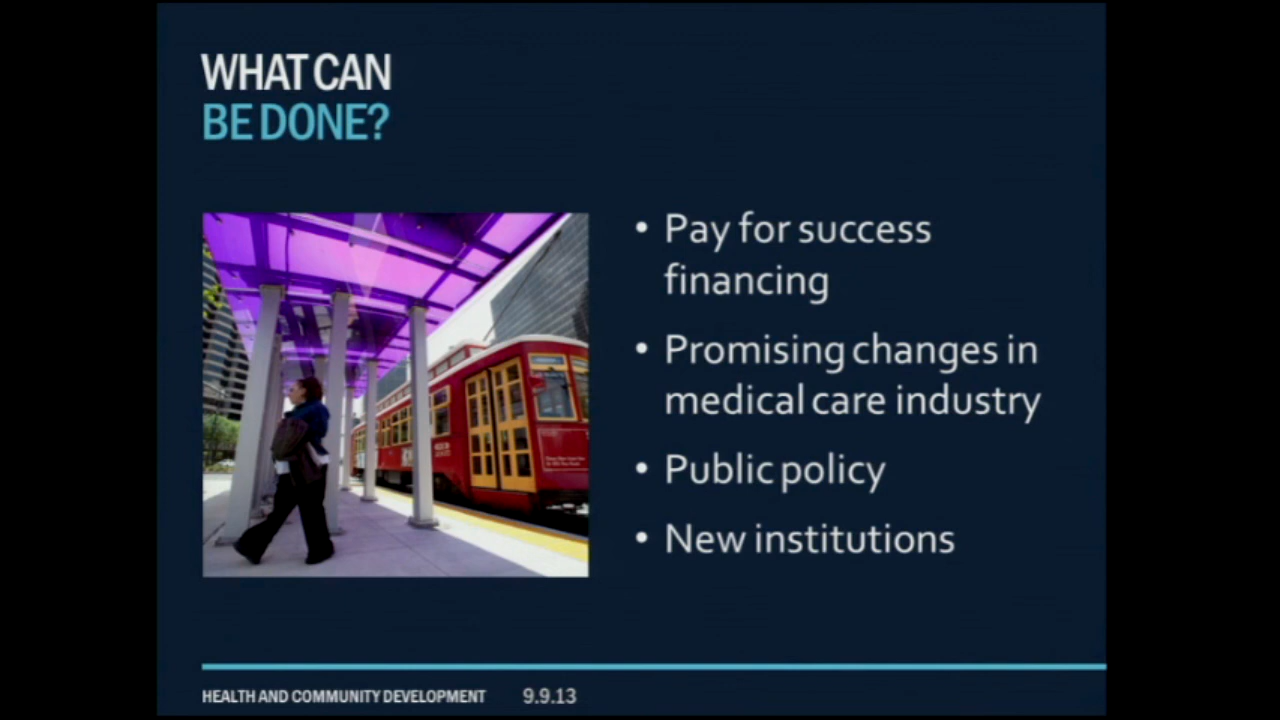 WHAT CAN
BE DONE?
• Pay for success
financing
• Promising changes in
medical care industry
• Public policy
• New institutions
HEALTH AND COMMUNITY DEVELOPMENT 9.9.13